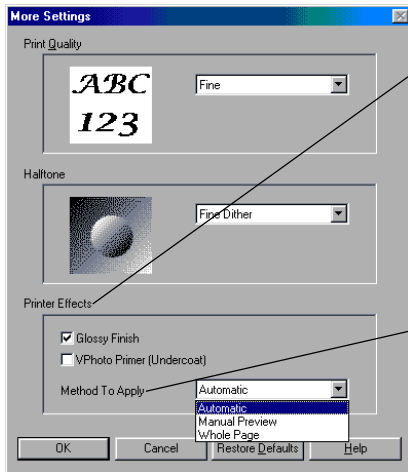 More Settings
Print Quality
ABC
123
Fine
Halftone
Fine Dither
Printer Effects
Glossy Finish
VPhoto Primer (Undercoat)
Method To Apply
Automatic
Automatic
Manual Preview
Whole Page
OK
Cancel
Restore Defaults
Help